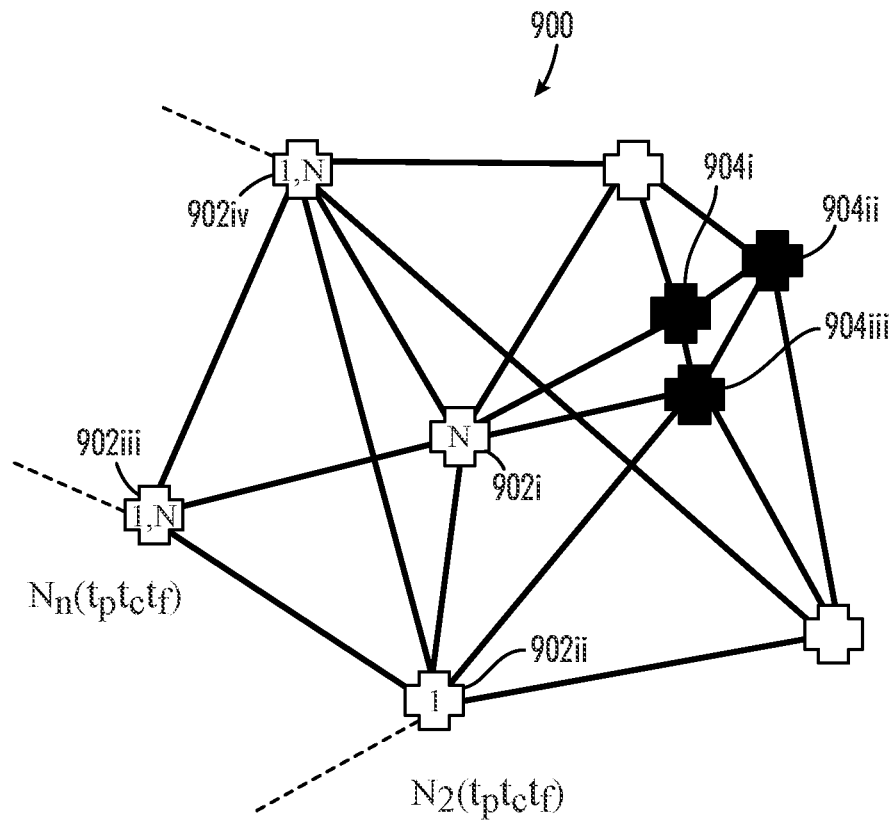 900
1,N
902iv
904i
904ii
904iii
902iii
N
902i
1,N
Nn(tptctf)
902ii
1
N2(tptctf)